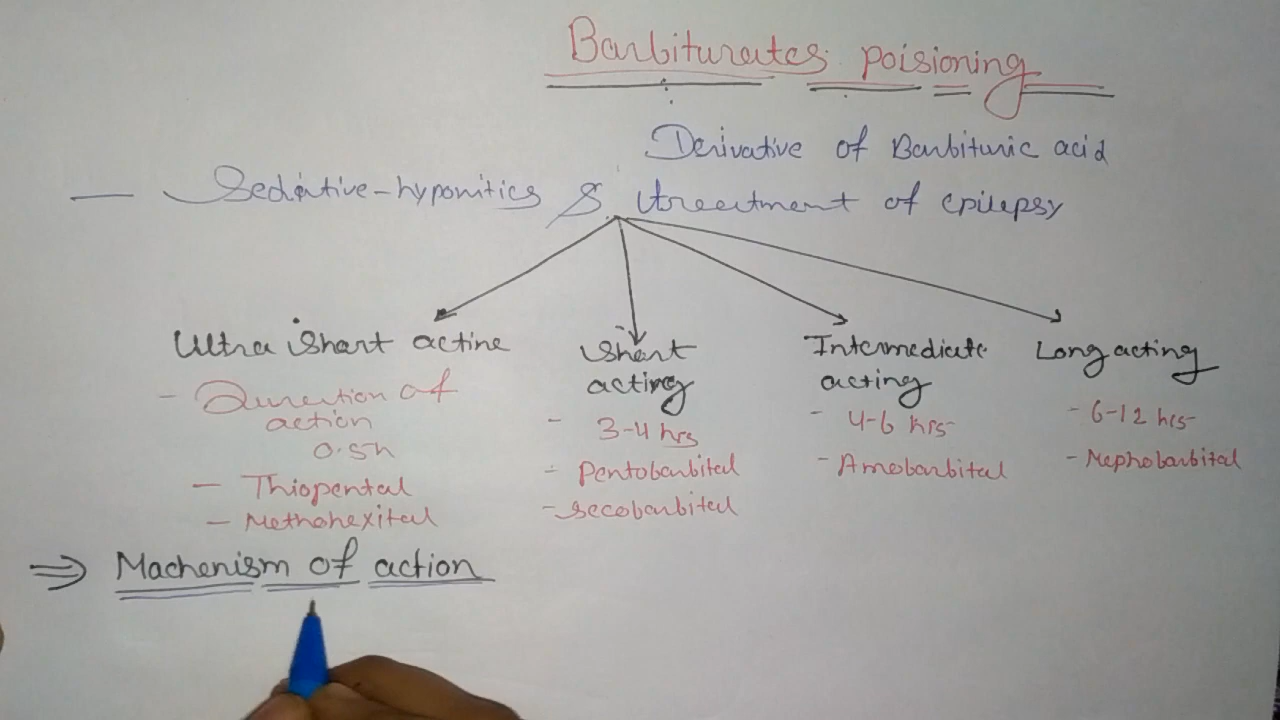 Barbiturates poisioning
Derivative of Barbituric acid
— Sedative-hyponitics & treatment of epilepsy
Ultra short actine
- Duration of
action
0.5h
— Thiopental
— Methohexital
Short
acting
- 3-4 hrs
- Pentobarbital
- secobarbital
Intermediate
acting
- 4-6 hrs
- Amobarbital
Long acting
- 6-12 hrs
- Mephobarbital
⇒ Machenism of action